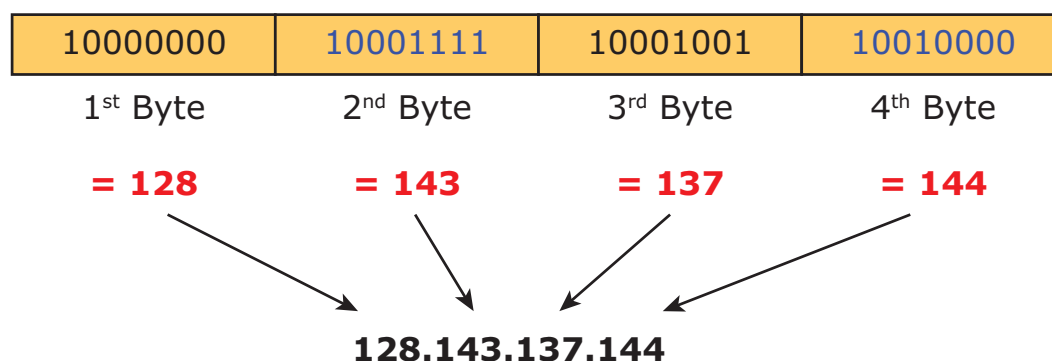 10000000 10001111 10001001 10010000
1st Byte 2nd Byte 3rd Byte 4th Byte
= 128 = 143 = 137 = 144
128.143.137.144